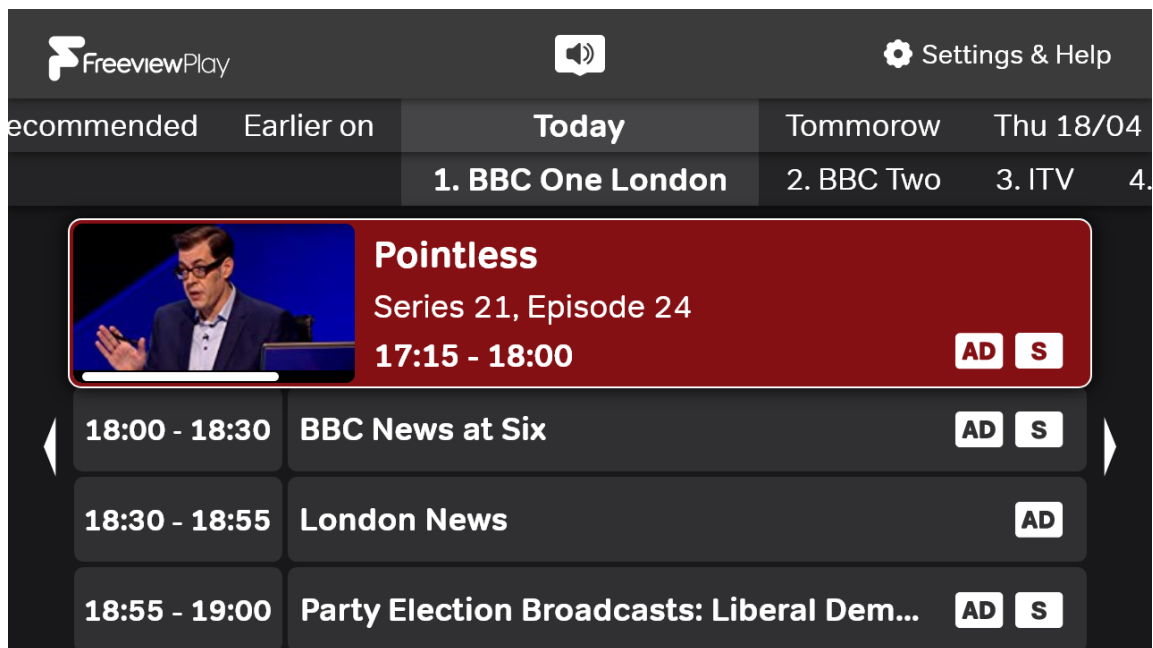 FreeviewPlay
Settings & Help
ecommended Earlier on Today Tommorow Thu 18/04
1. BBC One London 2. BBC Two 3. ITV 4.
Pointless
Series 21, Episode 24
17:15 - 18:00 AD S
18:00 - 18:30 BBC News at Six AD S
18:30 - 18:55 London News AD
18:55 - 19:00 Party Election Broadcasts: Liberal Dem... AD S